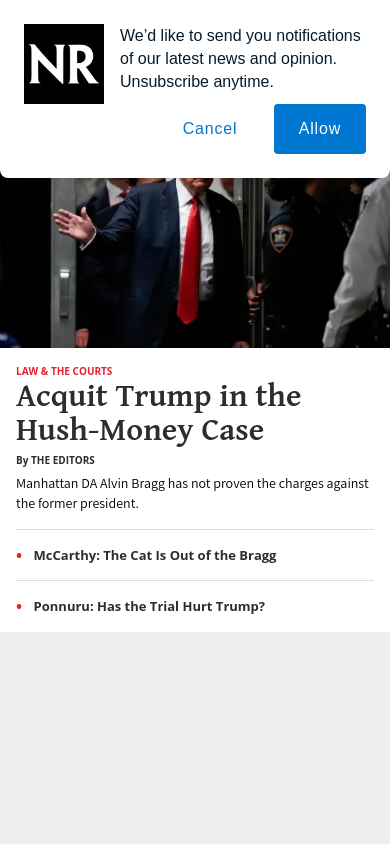 NR
We’d like to send you notifications
of our latest news and opinion.
Unsubscribe anytime.
Cancel
Allow
LAW & THE COURTS
Acquit Trump in the
Hush-Money Case
By THE EDITORS
Manhattan DA Alvin Bragg has not proven the charges against
the former president.
• McCarthy: The Cat Is Out of the Bragg
• Ponnuru: Has the Trial Hurt Trump?